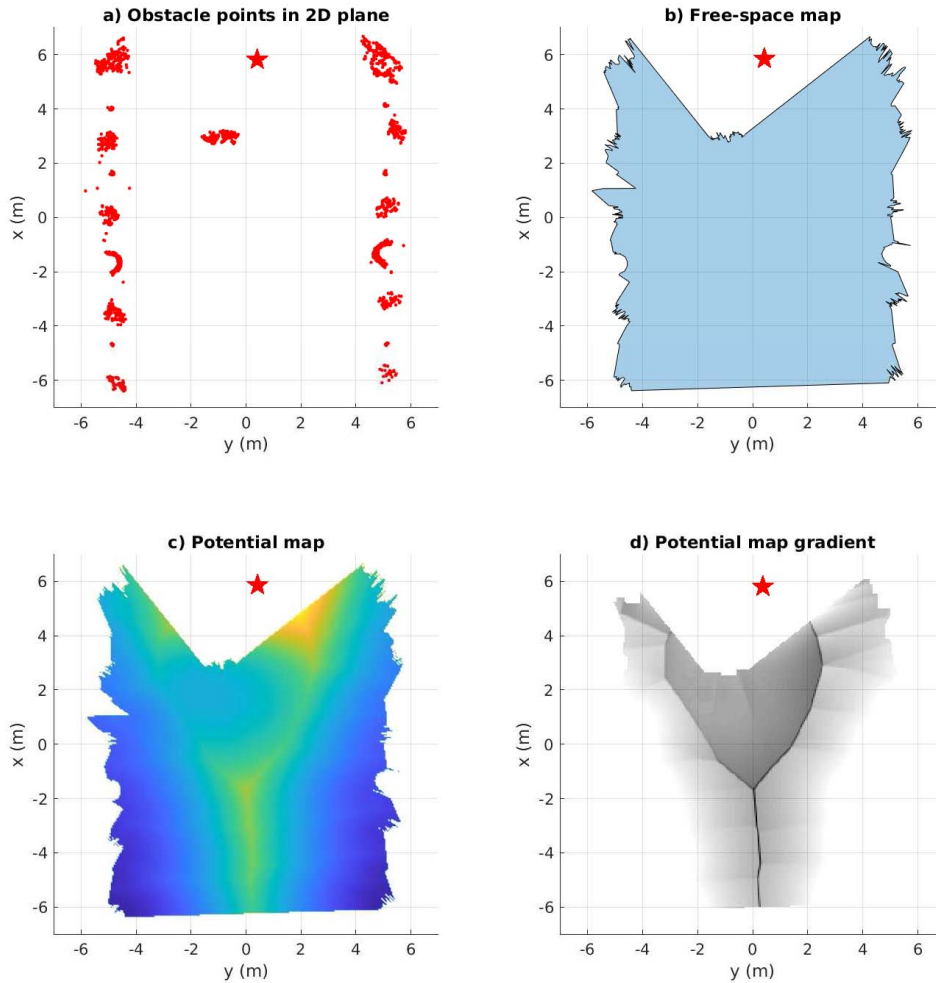 a) Obstacle points in 2D plane
6
4
2
0
-2
-4
-6
x (m)
-6 -4 -2 0 2 4 6
y (m)
b) Free-space map
6
4
2
0
-2
-4
-6
x (m)
-6 -4 -2 0 2 4 6
y (m)
c) Potential map
6
4
2
0
-2
-4
-6
x (m)
-6 -4 -2 0 2 4 6
y (m)
d) Potential map gradient
6
4
2
0
-2
-4
-6
x (m)
-6 -4 -2 0 2 4 6
y (m)